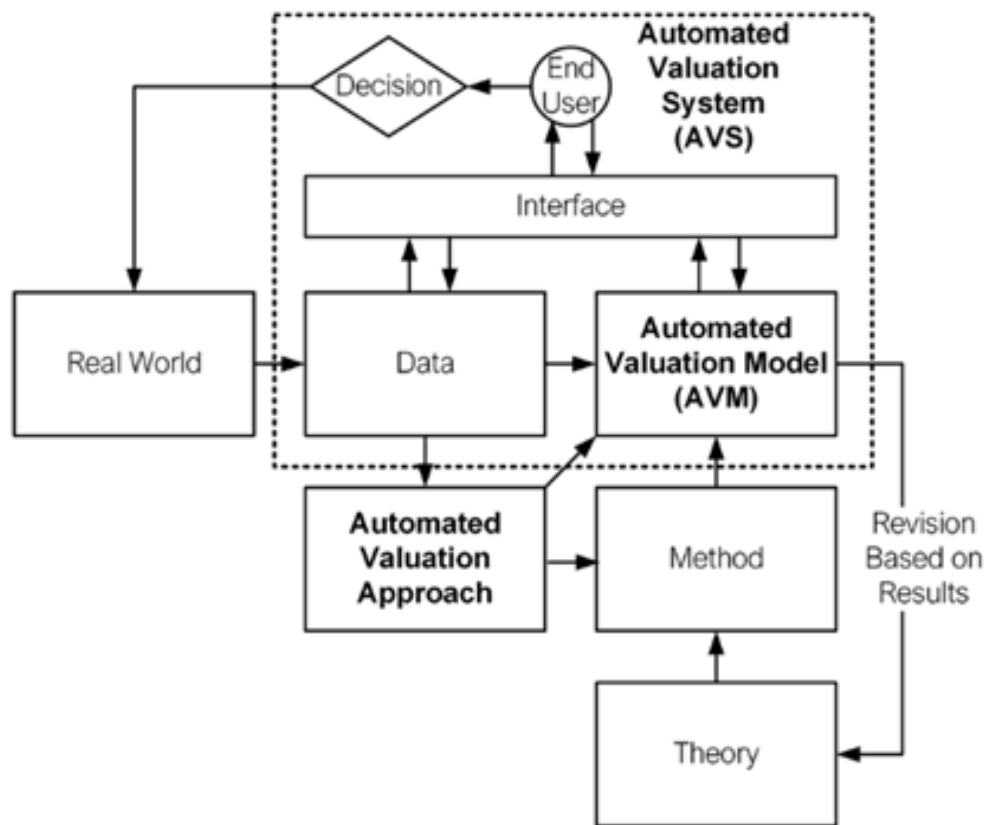 Automated
Valuation
System
(AVS)
Decision
End
User
Interface
Real World
Data
Automated
Valuation Model
(AVM)
Automated
Valuation
Approach
Method
Revision
Based on
Results
Theory